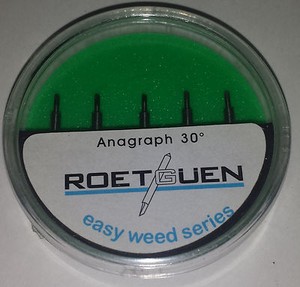 Anagraph 30°
ROETGUEN
easy weed series